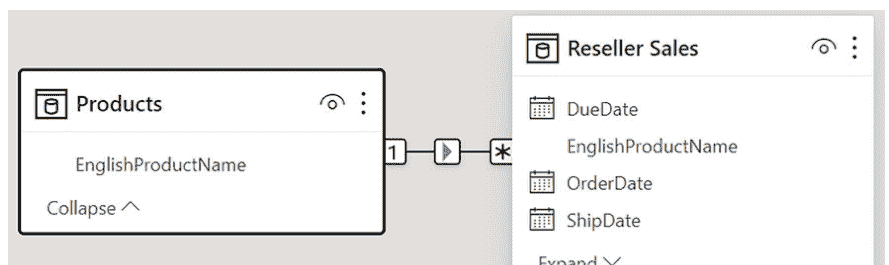 Products
EnglishProductName
Collapse
1
*
Reseller Sales
DueDate
EnglishProductName
OrderDate
ShipDate
Expand